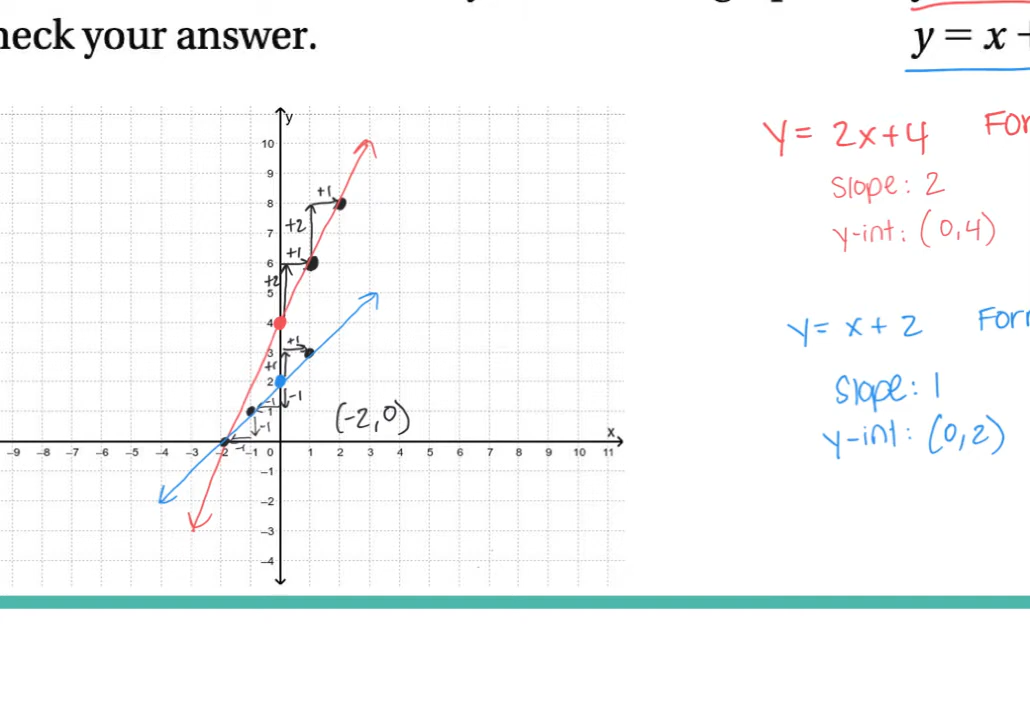 check your answer.
y = x +
y
10
9
8
7
6
5
4
3
2
1
-1
-2
-3
-4
-9 -8 -7 -6 -5 -4 -3 -2 -1 0 1 2 3 4 5 6 7 8 9 10 11
x
+1
+2
+1
+2
+1
+1
-1
-1
-1
-1
(-2,0)
y = 2x+4 For
Slope: 2
y-int: (0,4)
y = x + 2 For
Slope: 1
y-int: (0,2)